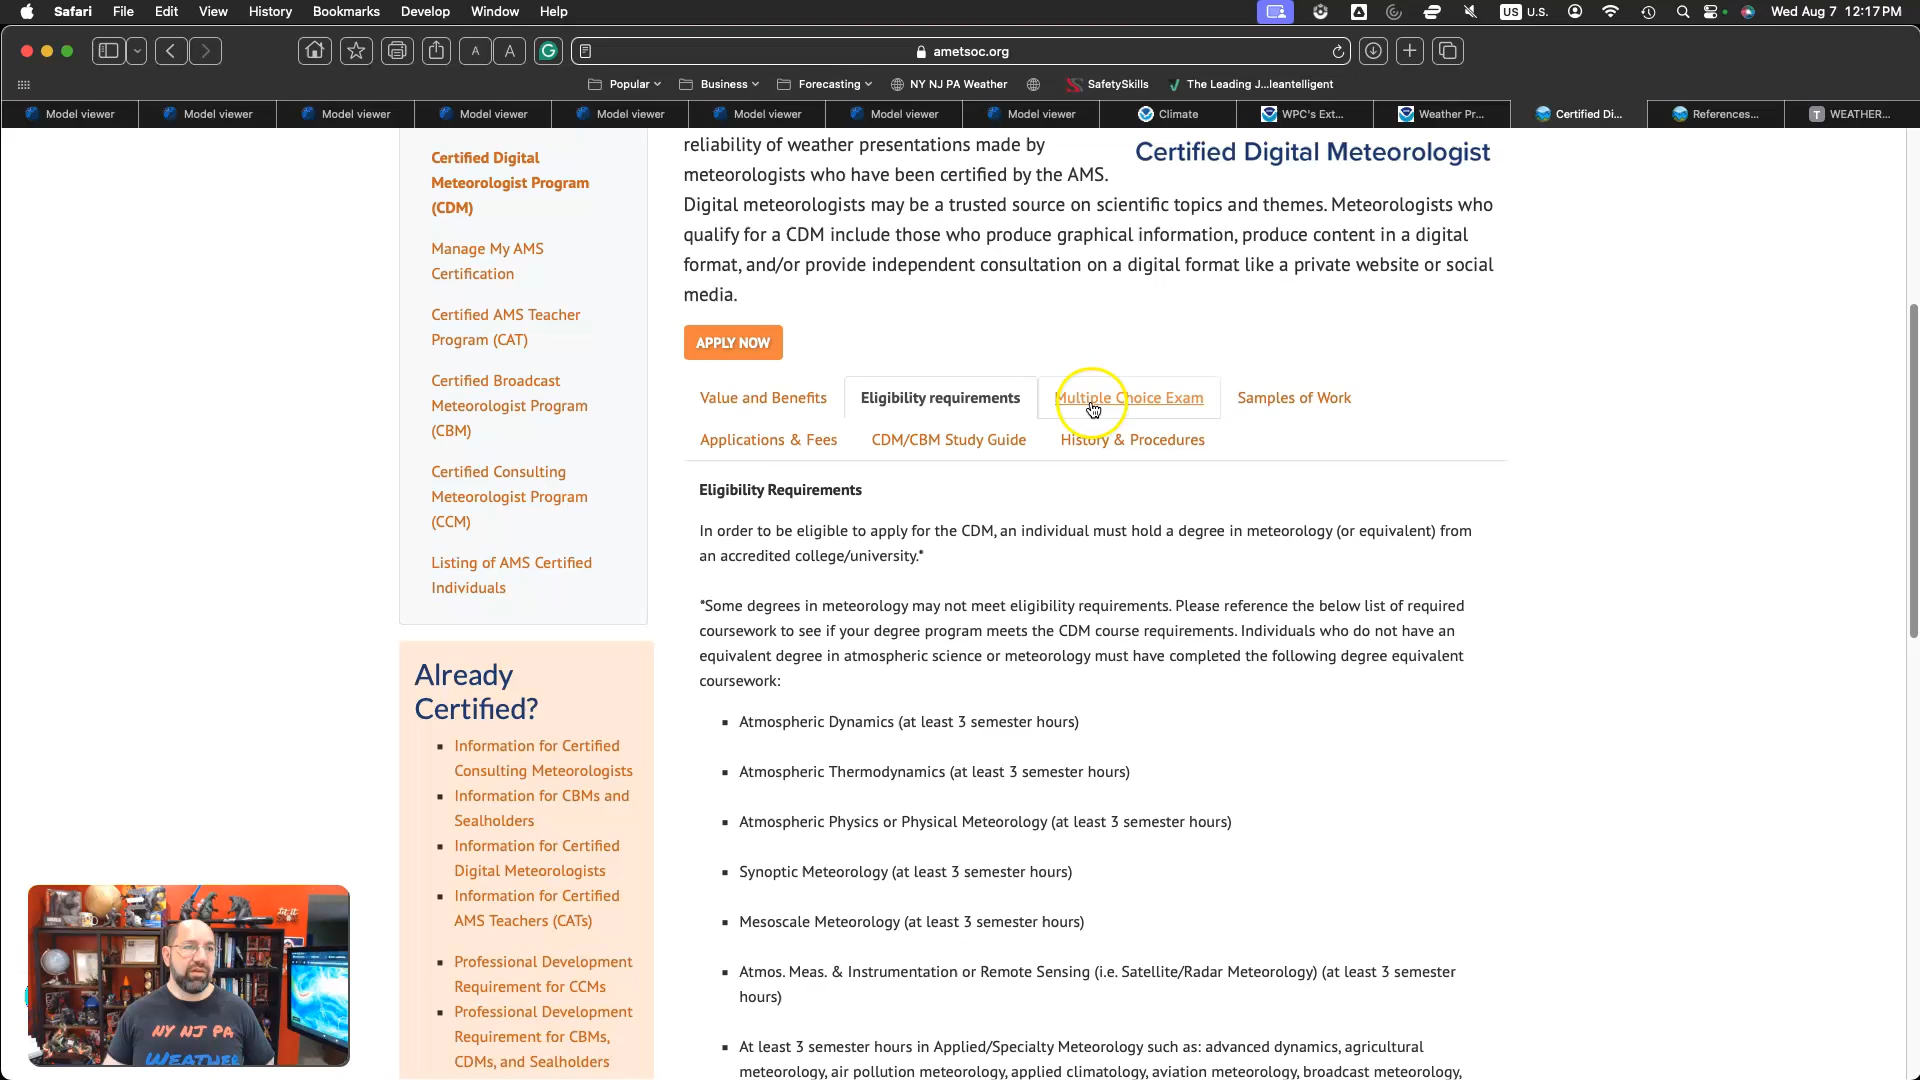 Safari File Edit View History Bookmarks Develop Window Help
US U.S. Wed Aug 7 12:17 PM
A A G ametsoc.org
Popular Business Forecasting NY NJ PA Weather SafetySkills The Leading J...leantelligent
Model viewer Model viewer Model viewer Model viewer Model viewer Model viewer Model viewer Model viewer Climate WPC's Ext... Weather Pr... Certified Di... References... T WEATHER...
Certified Digital
Meteorologist Program
(CDM)
Manage My AMS
Certification
Certified AMS Teacher
Program (CAT)
Certified Broadcast
Meteorologist Program
(CBM)
Certified Consulting
Meteorologist Program
(CCM)
Listing of AMS Certified
Individuals
Already
Certified?
Information for Certified
Consulting Meteorologists
Information for CBMs and
Sealholders
Information for Certified
Digital Meteorologists
Information for Certified
AMS Teachers (CATs)
Professional Development
Requirement for CCMs
Professional Development
Requirement for CBMs,
CDMs, and Sealholders
reliability of weather presentations made by
meteorologists who have been certified by the AMS.
Certified Digital Meteorologist
Digital meteorologists may be a trusted source on scientific topics and themes. Meteorologists who
qualify for a CDM include those who produce graphical information, produce content in a digital
format, and/or provide independent consultation on a digital format like a private website or social
media.
APPLY NOW
Value and Benefits Eligibility requirements Multiple Choice Exam Samples of Work
Applications & Fees CDM/CBM Study Guide History & Procedures
Eligibility Requirements
In order to be eligible to apply for the CDM, an individual must hold a degree in meteorology (or equivalent) from
an accredited college/university.*
*Some degrees in meteorology may not meet eligibility requirements. Please reference the below list of required
coursework to see if your degree program meets the CDM course requirements. Individuals who do not have an
equivalent degree in atmospheric science or meteorology must have completed the following degree equivalent
coursework:
Atmospheric Dynamics (at least 3 semester hours)
Atmospheric Thermodynamics (at least 3 semester hours)
Atmospheric Physics or Physical Meteorology (at least 3 semester hours)
Synoptic Meteorology (at least 3 semester hours)
Mesoscale Meteorology (at least 3 semester hours)
Atmos. Meas. & Instrumentation or Remote Sensing (i.e. Satellite/Radar Meteorology) (at least 3 semester
hours)
At least 3 semester hours in Applied/Specialty Meteorology such as: advanced dynamics, agricultural
meteorology, air pollution meteorology, applied climatology, aviation meteorology, broadcast meteorology,
NY NJ PA
WEATHER